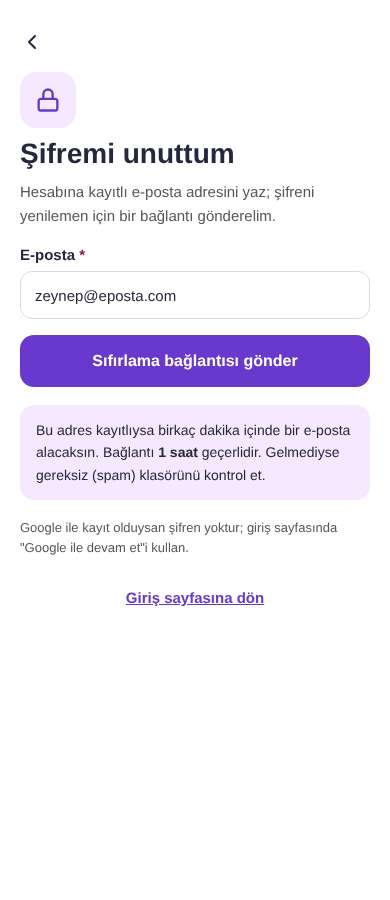 Şifremi unuttum
Hesabına kayıtlı e-posta adresini yaz; şifreni
yenilemen için bir bağlantı gönderelim.
E-posta *
zeynep@eposta.com
Sıfırlama bağlantısı gönder
Bu adres kayıtlıysa birkaç dakika içinde bir e-posta
alacaksın. Bağlantı 1 saat geçerlidir. Gelmediyse
gereksiz (spam) klasörünü kontrol et.
Google ile kayıt olduysan şifren yoktur; giriş sayfasında
"Google ile devam et"i kullan.
Giriş sayfasına dön